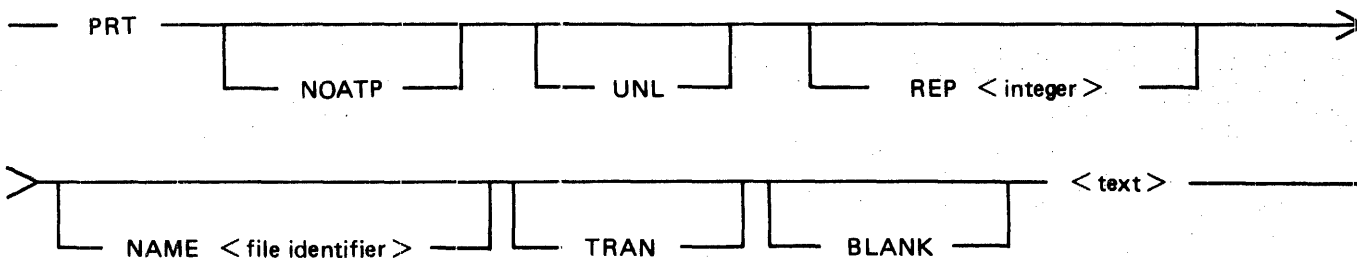 PRT
NOATP UNL REP < integer >
< text >
NAME < file identifier > TRAN BLANK